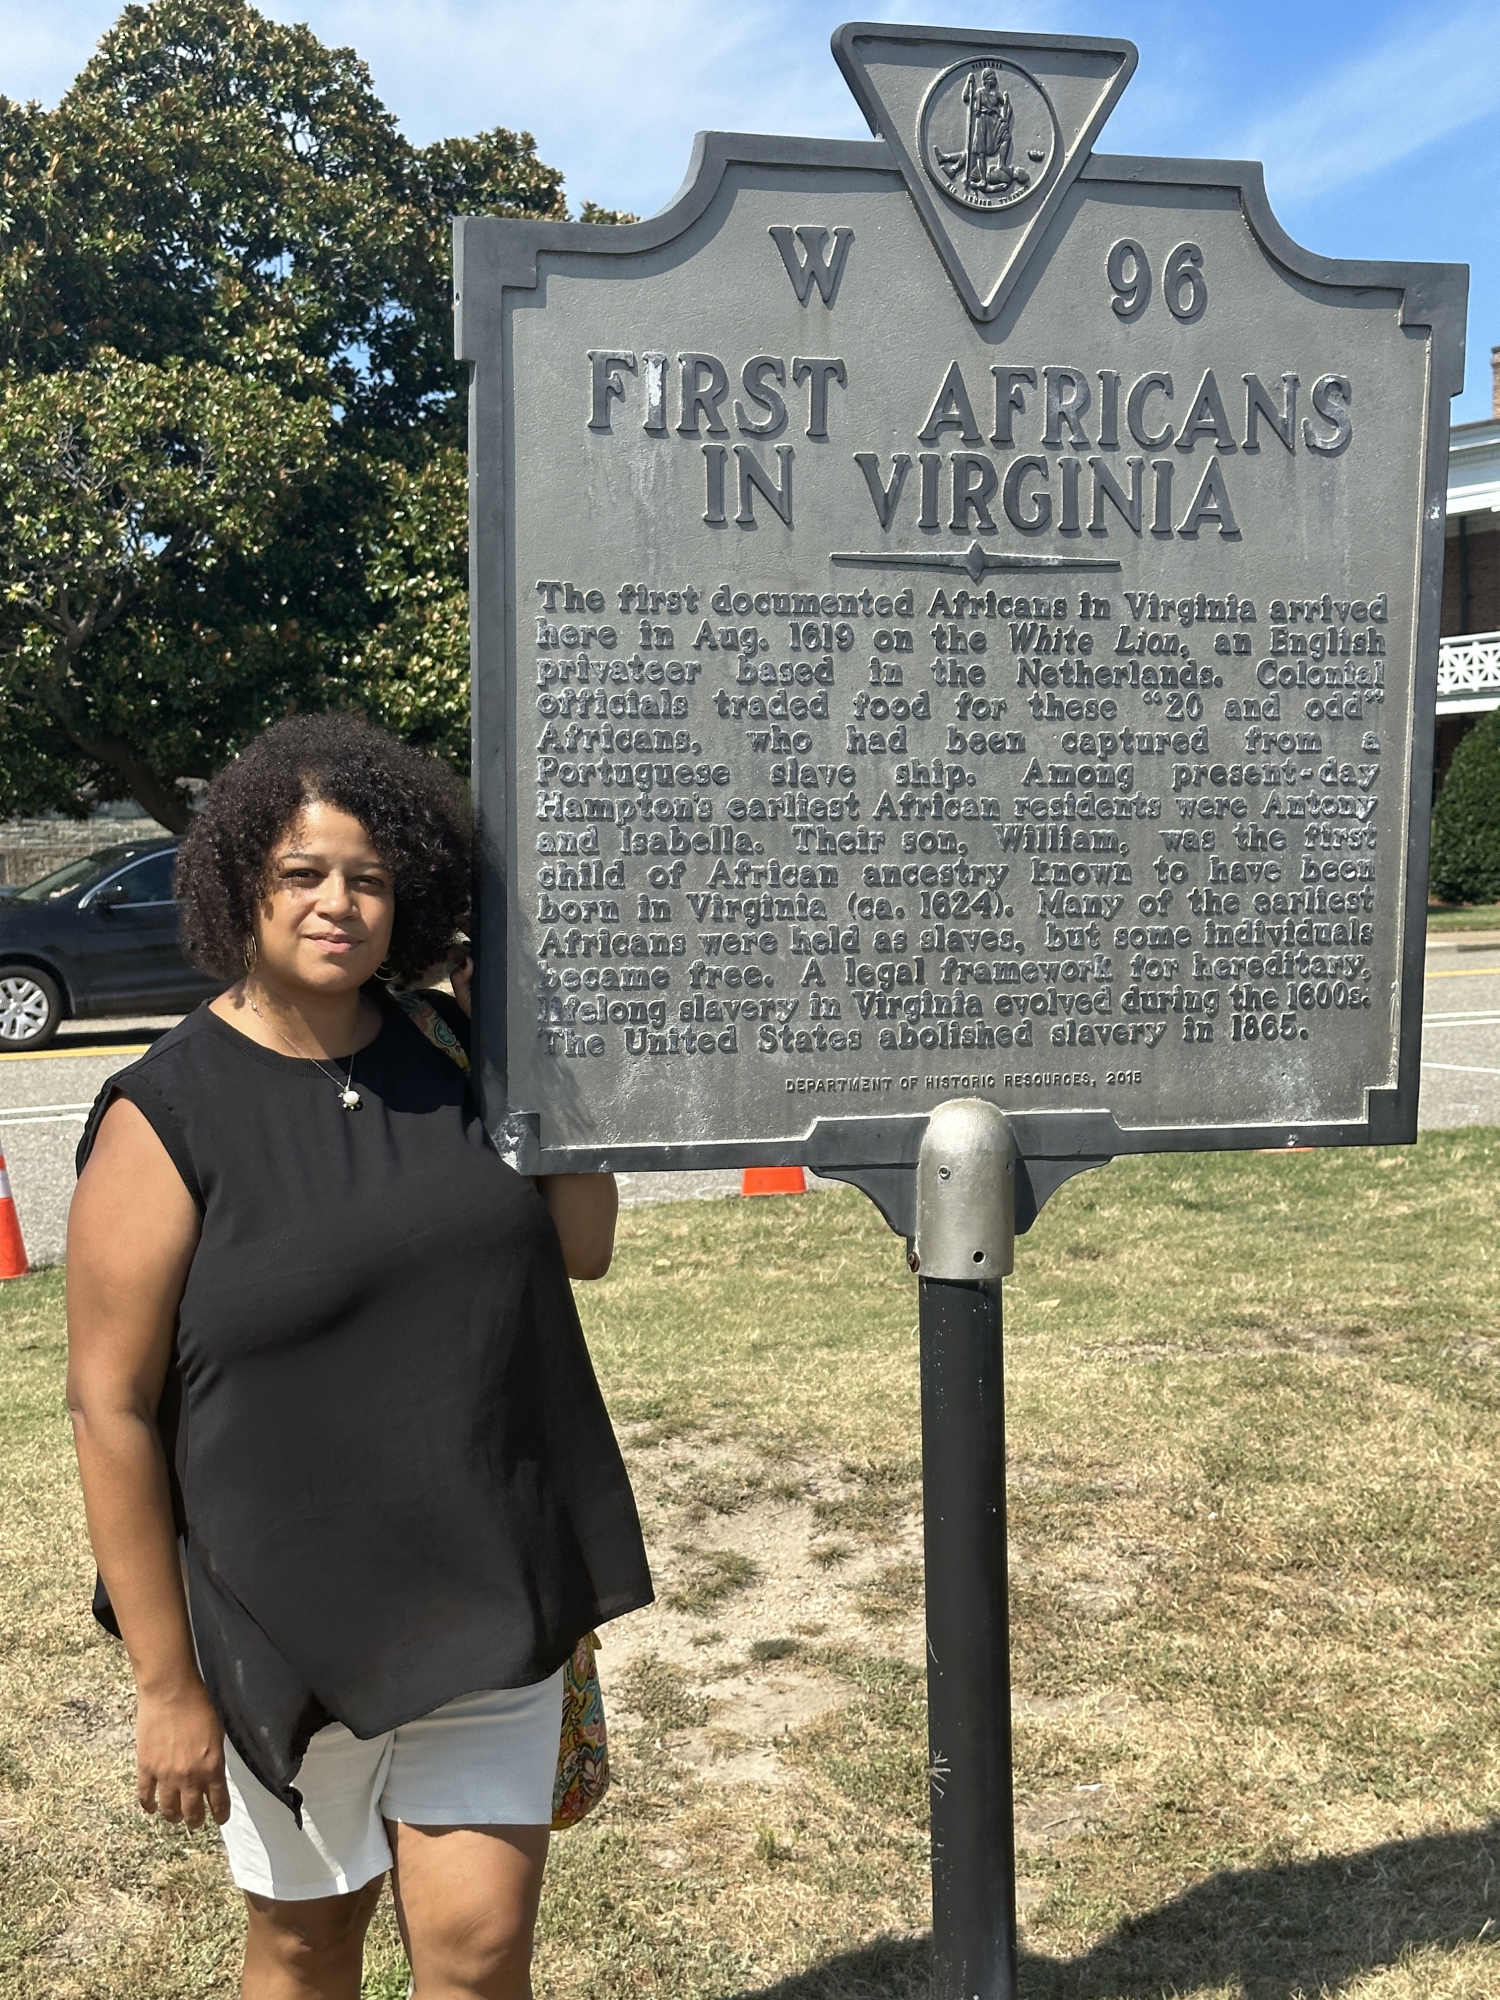 VIRGINIA
W 96
FIRST AFRICANS
IN VIRGINIA
The first documented Africans in Virginia arrived
here in Aug. 1619 on the White Lion, an English
privateer based in the Netherlands. Colonial
officials traded food for these “20 and odd”
Africans, who had been captured from a
Portuguese slave ship. Among present-day
Hampton's earliest African residents were Antony
and Isabella. Their son, William, was the first
child of African ancestry known to have been
born in Virginia (ca. 1624). Many of the earliest
Africans were held as slaves, but some individuals
became free. A legal framework for hereditary,
lifelong slavery in Virginia evolved during the 1600s.
The United States abolished slavery in 1865.
DEPARTMENT OF HISTORIC RESOURCES, 2015